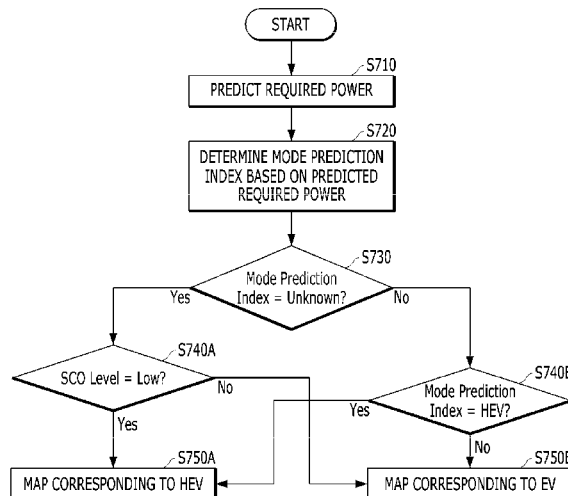 START
S710
PREDICT REQUIRED POWER
S720
DETERMINE MODE PREDICTION
INDEX BASED ON PREDICTED
REQUIRED POWER
S730
Mode Prediction
Index = Unknown?
Yes
No
S740A
SCO Level = Low?
No
Yes
S740B
Mode Prediction
Index = HEV?
Yes
No
S750A
MAP CORRESPONDING TO HEV
S750B
MAP CORRESPONDING TO EV